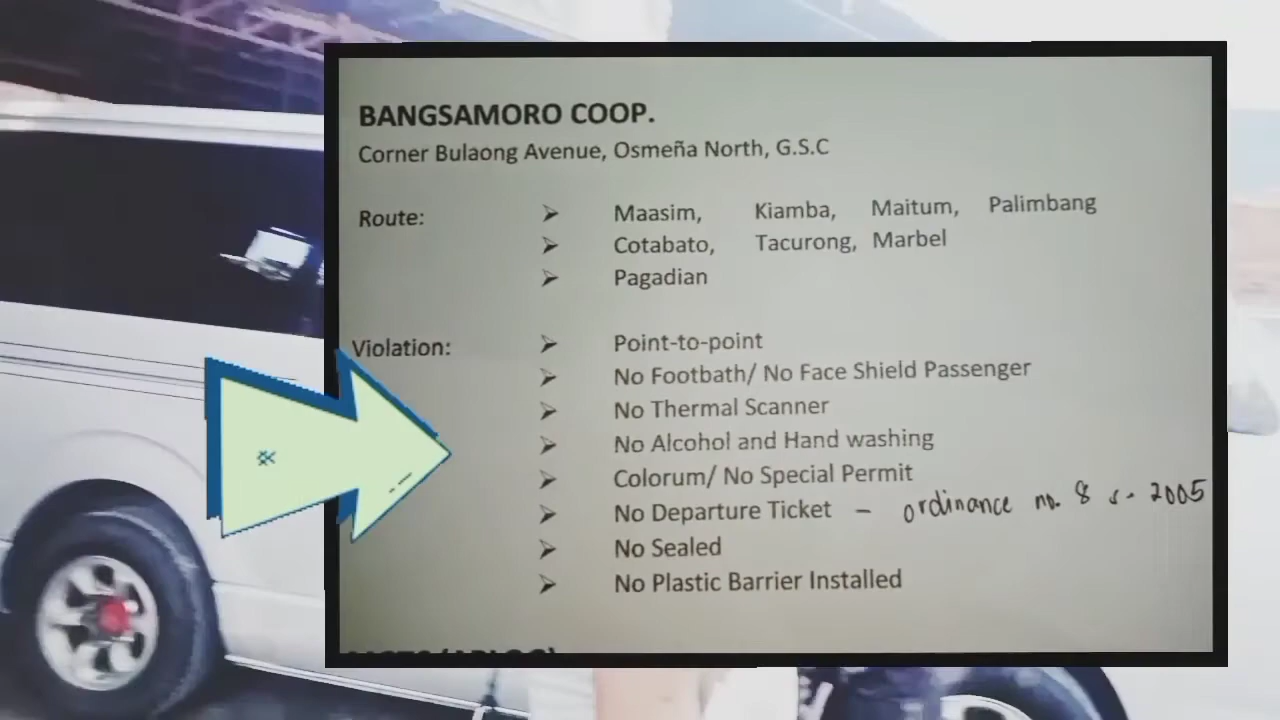 BANGSAMORO COOP.
Corner Bulaong Avenue, Osmeña North, G.S.C
Route: ➢ Maasim, Kiamba, Maitum, Palimbang
➢ Cotabato, Tacurong, Marbel
➢ Pagadian
Violation: ➢ Point-to-point
➢ No Footbath/ No Face Shield Passenger
➢ No Thermal Scanner
➢ No Alcohol and Hand washing
➢ Colorum/ No Special Permit
➢ No Departure Ticket – ordinance no. 8 s. 2005
➢ No Sealed
➢ No Plastic Barrier Installed